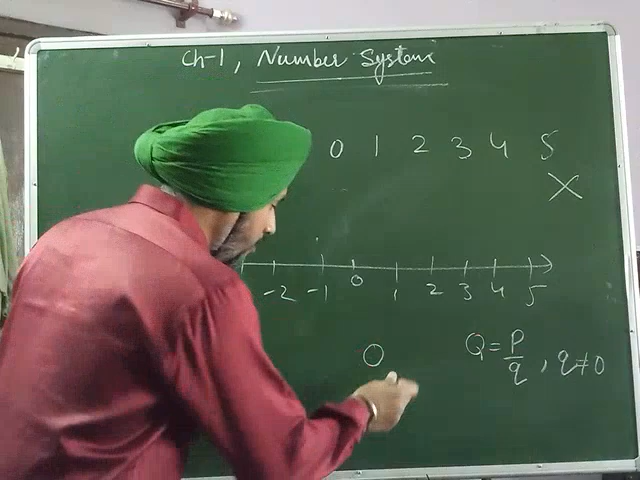 Ch-1, Number System
0 1 2 3 4 5
X
-2 -1 0 1 2 3 4 5
0
Q = p/q, q≠0